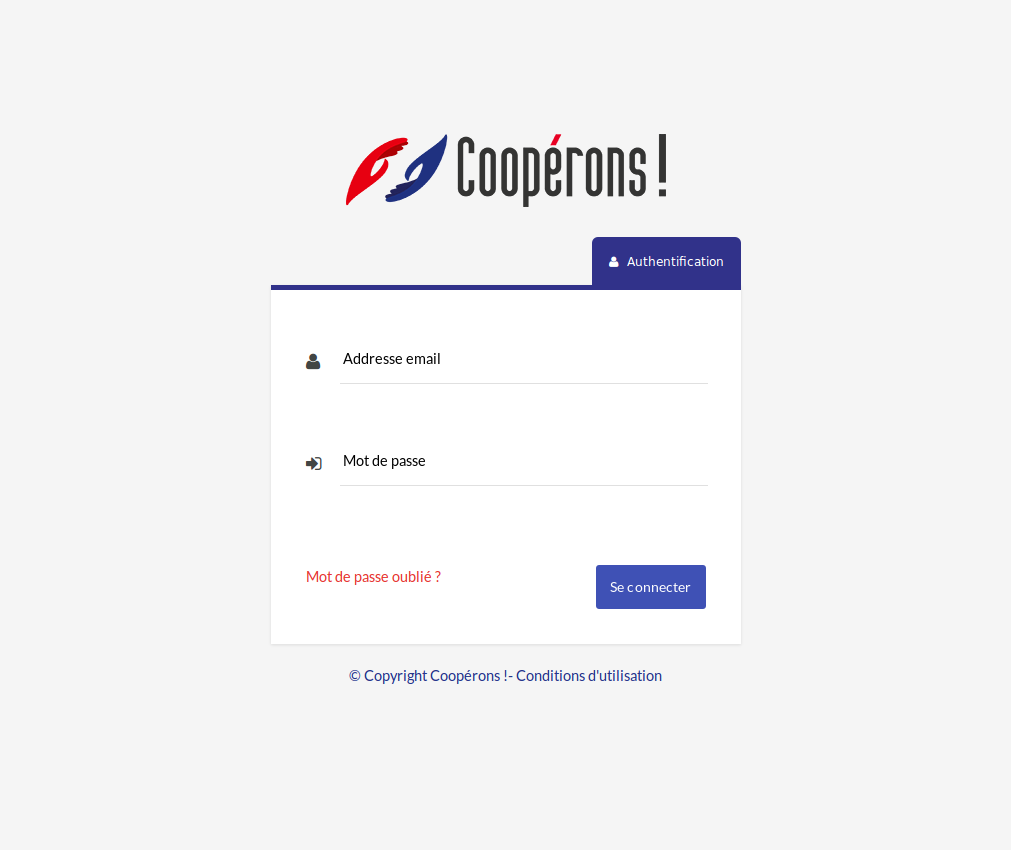 Coopérons !
Authentification
Addresse email
Mot de passe
Mot de passe oublié ?
Se connecter
© Copyright Coopérons !- Conditions d'utilisation